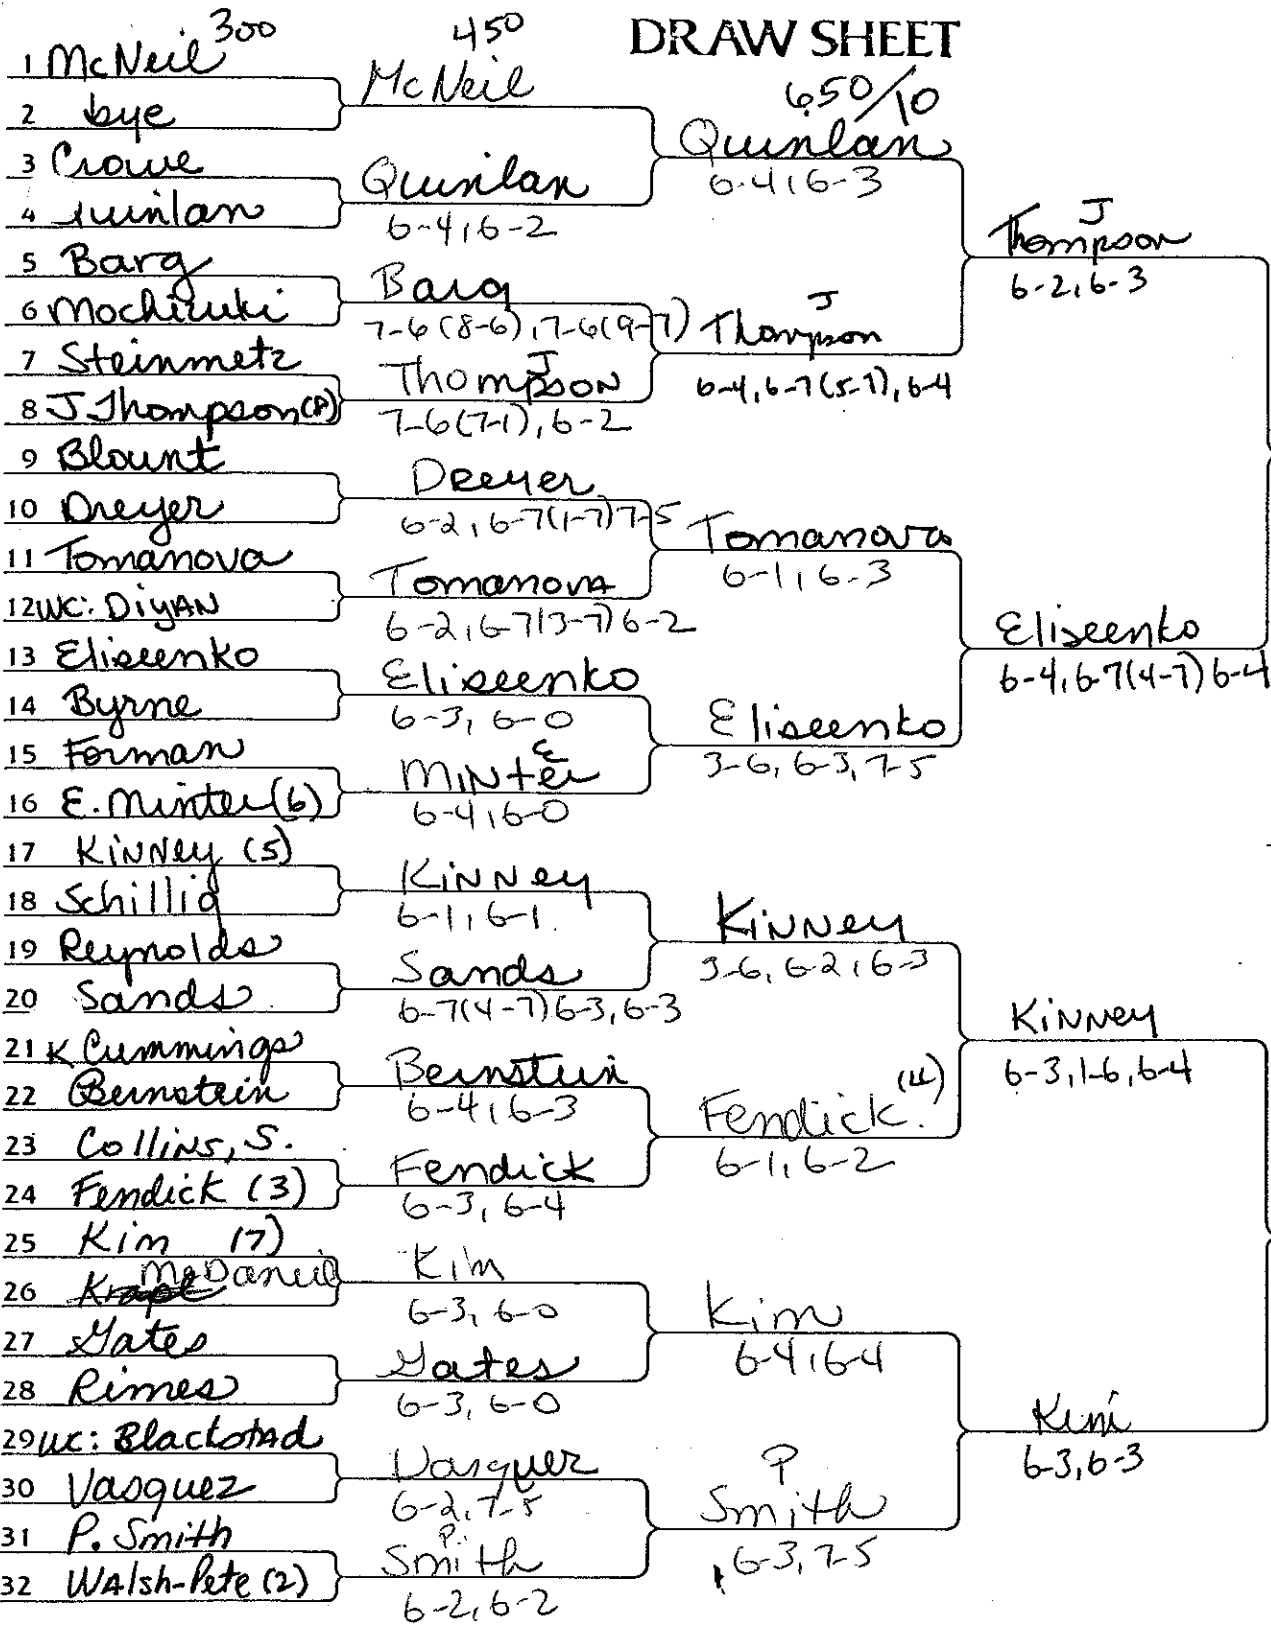 DRAW SHEET
300
450
650/10
1 McNeil
2 bye
3 Crowe
4 Quinlan
5 Barg
6 Mochizuki
7 Steinmetz
8 J Thompson (8)
9 Blount
10 Dreyer
11 Tomanova
12 WC: DiyAN
13 Eliseenko
14 Byrne
15 Forman
16 E. Minter (6)
17 KiNNey (5)
18 Schillig
19 Reynolds
20 Sands
21 K Cummings
22 Bernstein
23 Collins, S.
24 Fendick (3)
25 Kim (7)
26 McDaniel
27 Gates
28 Rimes
29 WC: Blackstad
30 Vasquez
31 P. Smith
32 WAlsh-Pete (2)
McNeil
Quinlan
6-4, 6-2
Barg
7-6 (8-6), 7-6 (9-7)
Thompson J
7-6 (7-1), 6-2
Dreyer
6-2, 6-7 (1-7) 7-5
Tomanova
6-2, 6-7 (3-7) 6-2
Eliseenko
6-3, 6-0
Minter E
6-4, 6-0
KiNNey
6-1, 6-1
Sands
6-7 (4-7) 6-3, 6-3
Bernstein
6-4, 6-3
Fendick
6-3, 6-4
Kim
6-3, 6-0
Gates
6-3, 6-0
Vasquez
6-2, 7-5
P. Smith
6-2, 6-2
Quinlan
6-4, 6-3
Thompson J
6-4, 6-7 (5-7), 6-4
Tomanova
6-1, 6-3
Eliseenko
3-6, 6-3, 7-5
KiNNey
3-6, 6-2, 6-3
Fendick. (4)
6-1, 6-2
Kim
6-4, 6-4
P Smith
6-3, 7-5
Thompson J
6-2, 6-3
Eliseenko
6-4, 6-7 (4-7) 6-4
KiNNey
6-3, 1-6, 6-4
Kim
6-3, 6-3